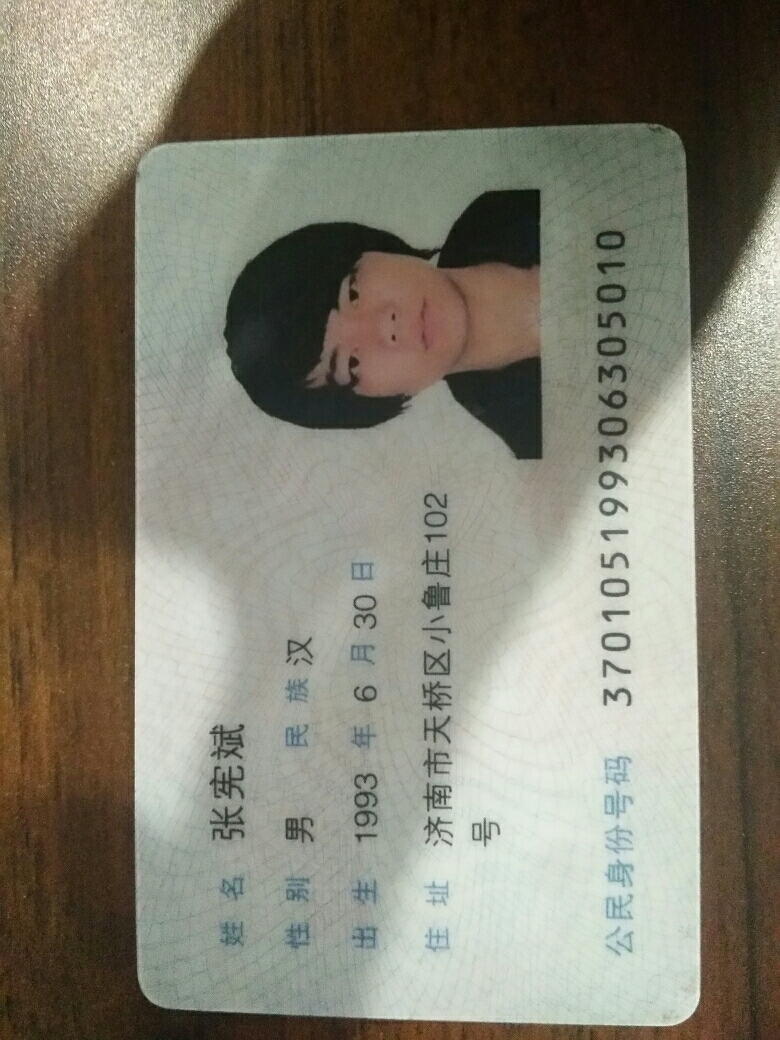 姓名 张宪斌
性别 男 民族 汉
出生 1993 年 6 月 30 日
住址 济南市天桥区小鲁庄102
号
公民身份号码 370105199306305010